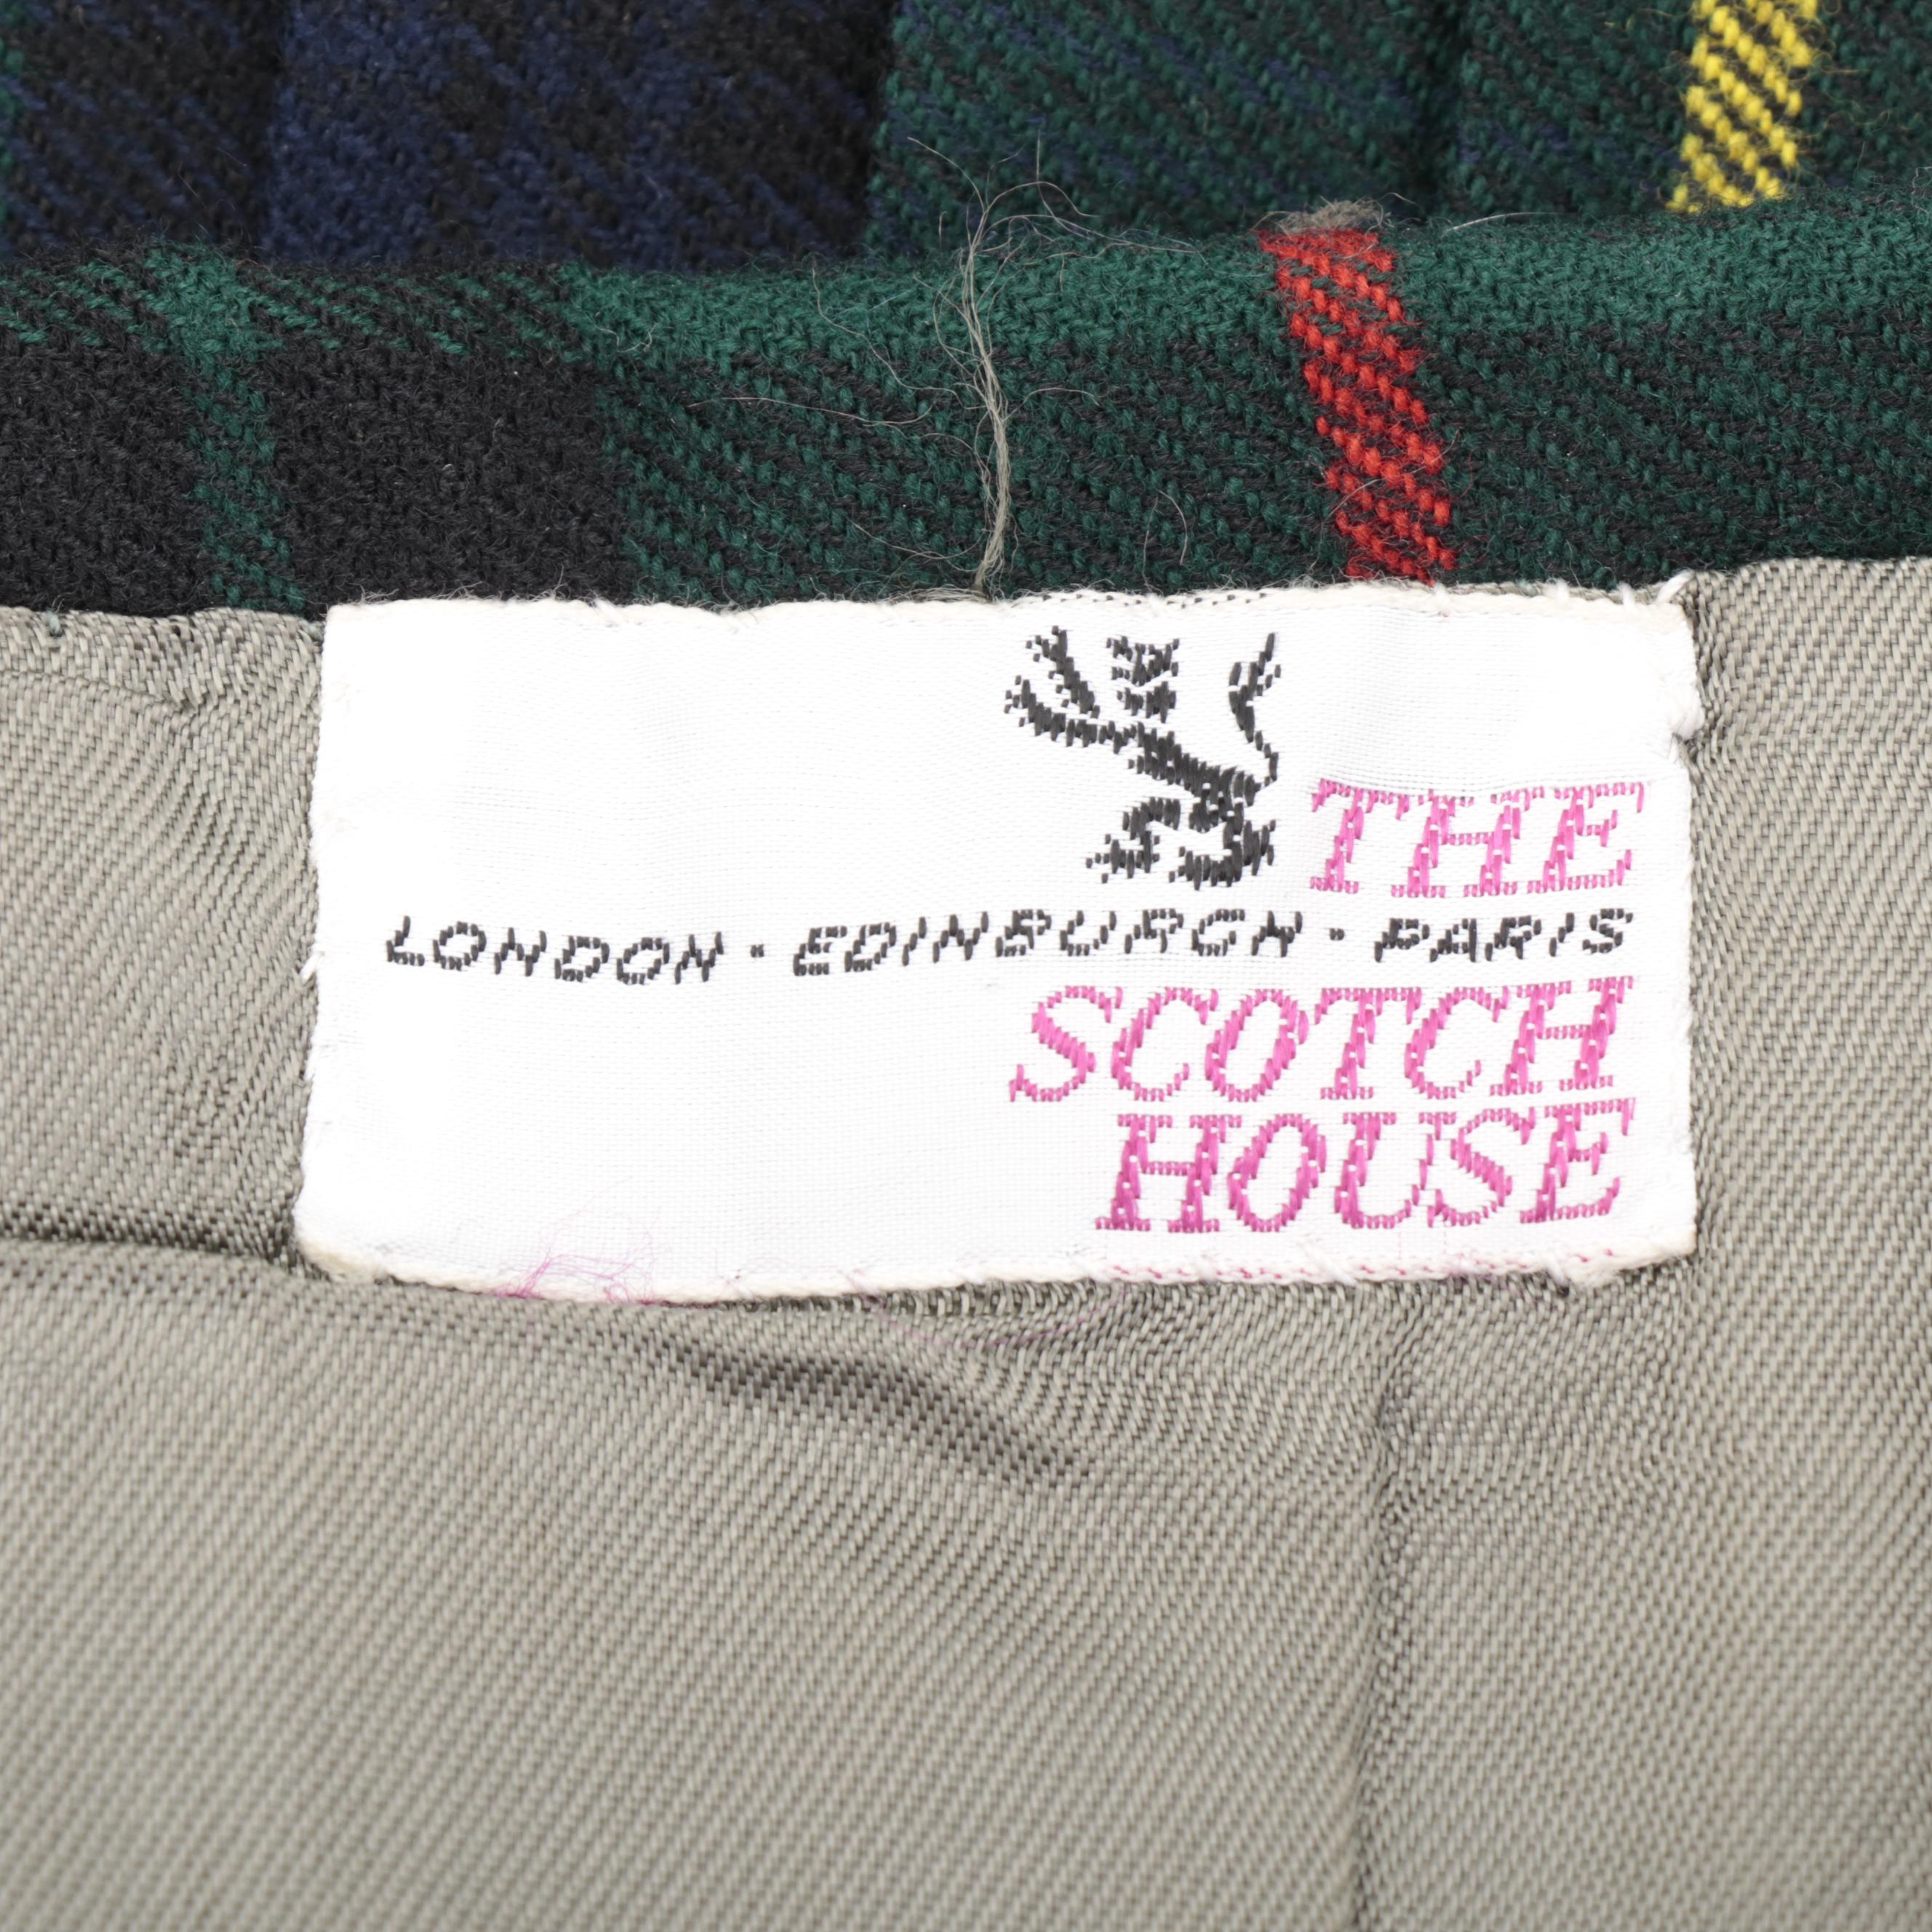 THE
LONDON · EDINBURGH · PARIS
SCOTCH
HOUSE